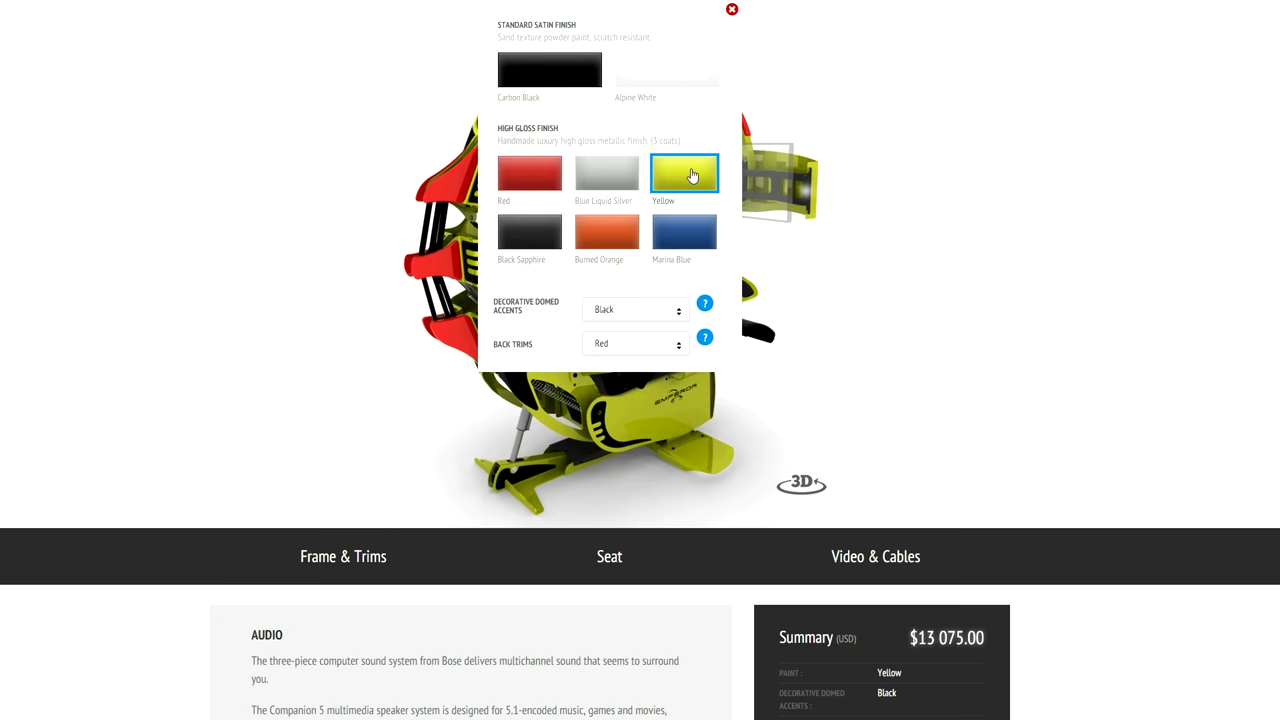 STANDARD SATIN FINISH
Sand texture powder paint, scratch resistant.
Carbon Black
Alpine White
HIGH GLOSS FINISH
Handmade luxury high gloss metallic finish. (3 coats)
Red
Blue Liquid Silver
Yellow
Black Sapphire
Burned Orange
Marina Blue
DECORATIVE DOMED
ACCENTS
Black
?
BACK TRIMS
Red
?
EMPEROR
3D
Frame & Trims
Seat
Video & Cables
AUDIO
The three-piece computer sound system from Bose delivers multichannel sound that seems to surround
you.
The Companion 5 multimedia speaker system is designed for 5.1-encoded music, games and movies,
Summary (USD)
$13 075.00
PAINT :
Yellow
DECORATIVE DOMED
ACCENTS :
Black